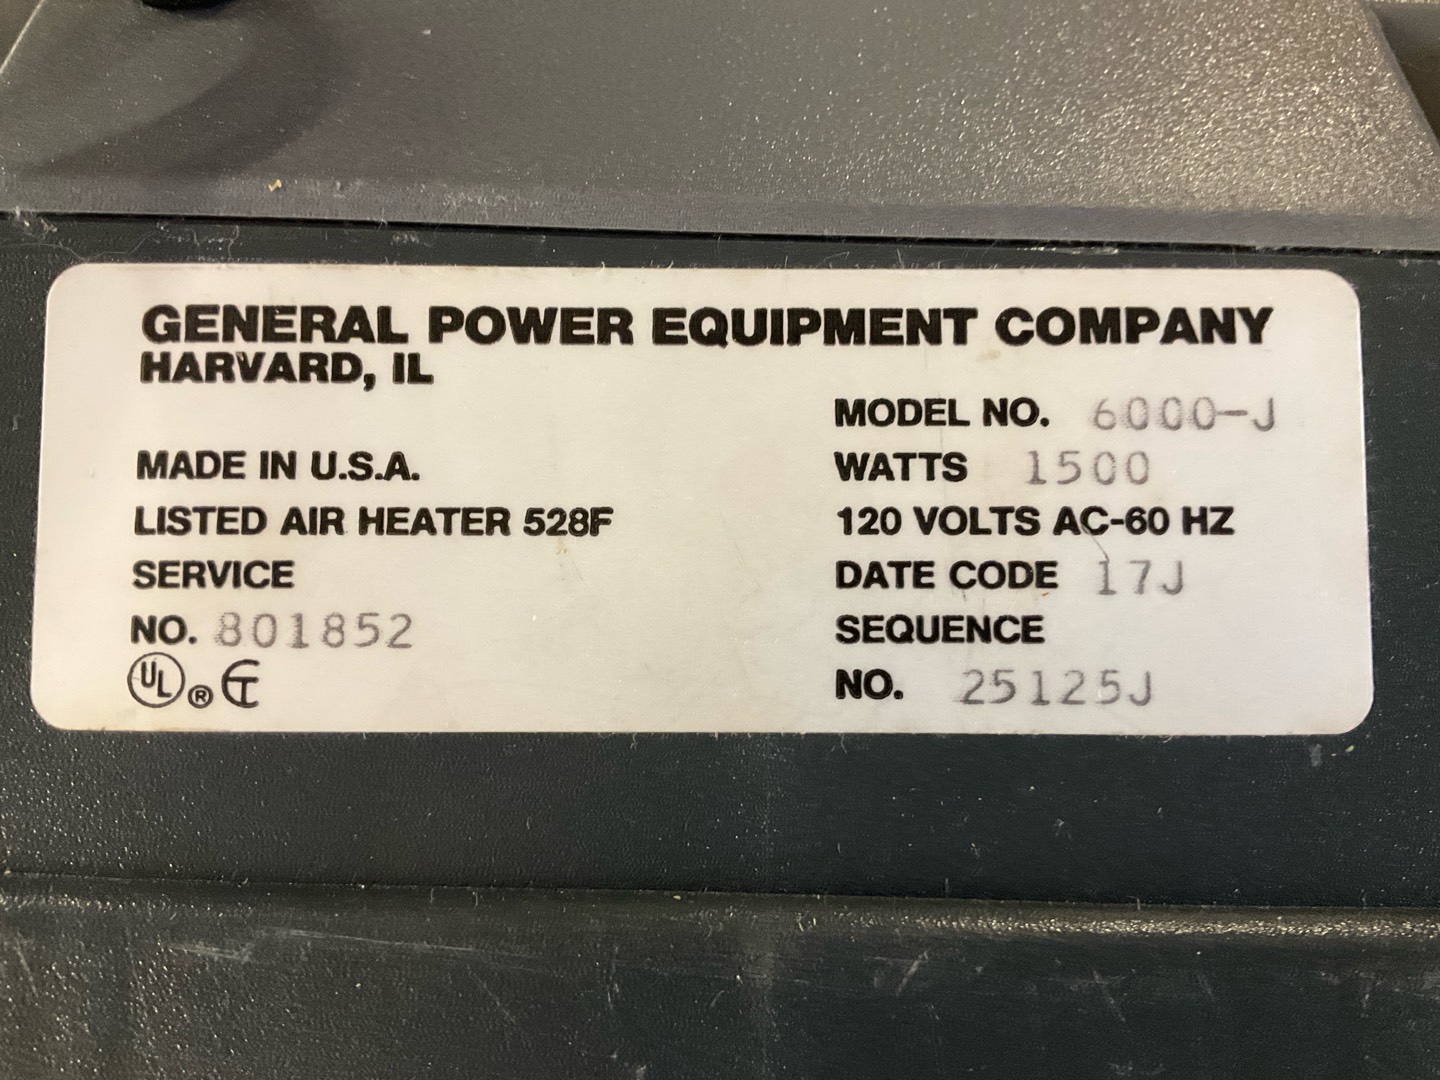 GENERAL POWER EQUIPMENT COMPANY
HARVARD, IL
MODEL NO. 6000-J
MADE IN U.S.A.
WATTS 1500
LISTED AIR HEATER 528F
120 VOLTS AC-60 HZ
SERVICE
DATE CODE 17J
NO. 801852
SEQUENCE
UL ®
NO. 25125J